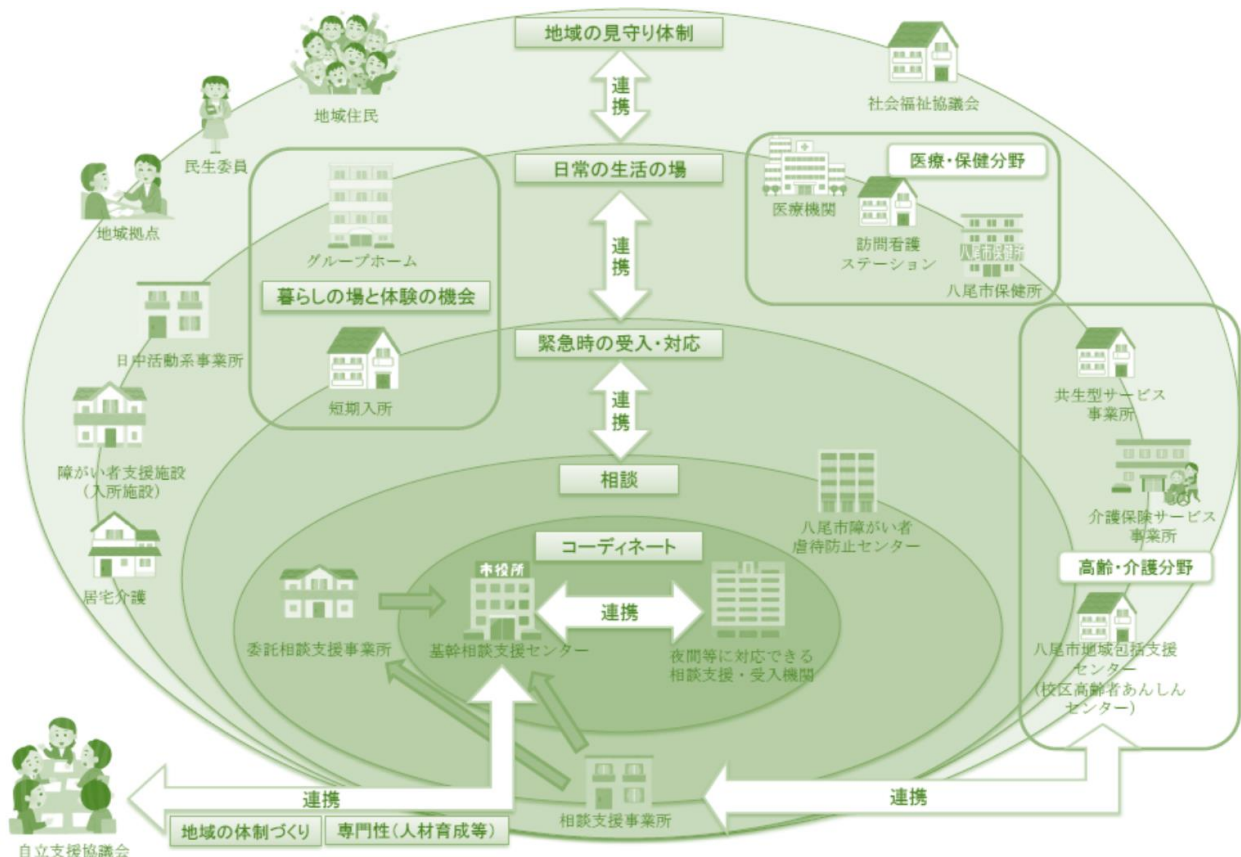 地域の見守り体制
連携
地域住民
社会福祉協議会
民生委員
地域拠点
日常の生活の場
連携
グループホーム
暮らしの場と体験の機会
短期入所
医療・保健分野
医療機関
訪問看護
ステーション
八尾市保健所
八尾市保健所
日中活動系事業所
障がい者支援施設
(入所施設)
居宅介護
緊急時の受入・対応
連携
共生型サービス
事業所
介護保険サービス
事業所
高齢・介護分野
八尾市地域包括支援
センター
(校区高齢者あんしん
センター)
相談
八尾市障がい者
虐待防止センター
コーディネート
市役所
連携
委託相談支援事業所
基幹相談支援センター
夜間等に対応できる
相談支援・受入機関
相談支援事業所
連携
連携
地域の体制づくり
専門性(人材育成等)
自立支援協議会